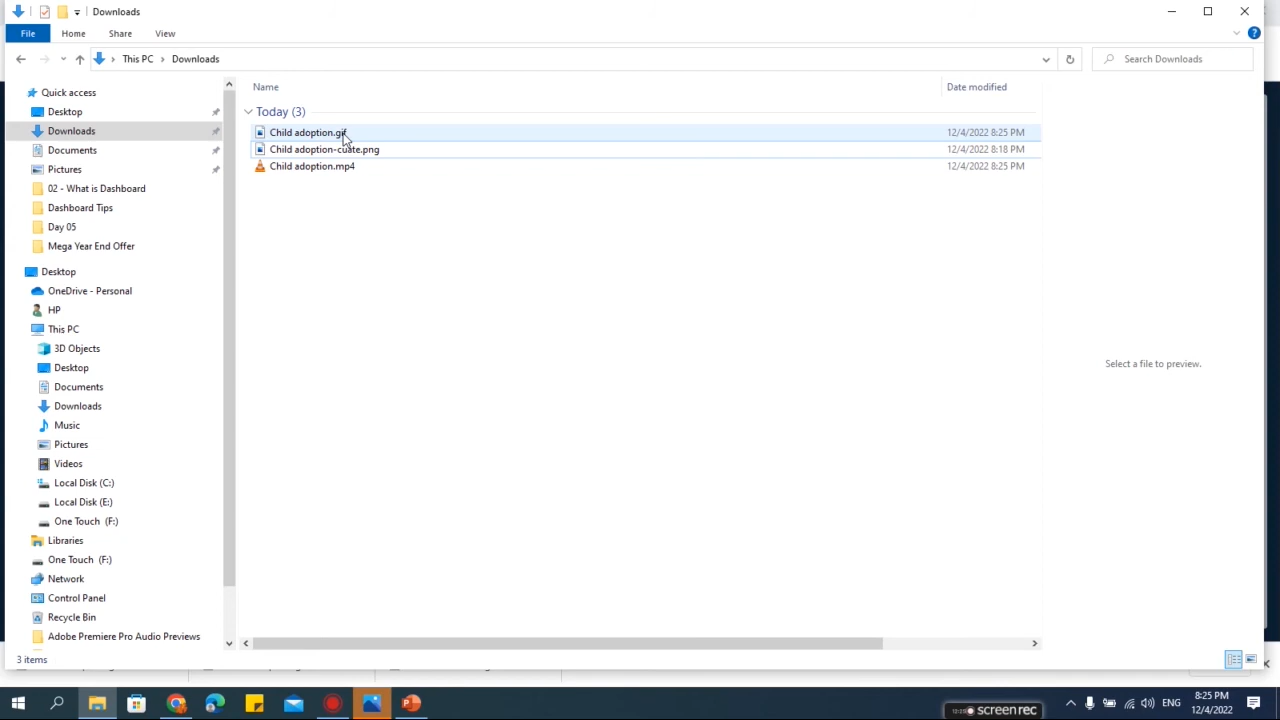 Downloads
File
Home
Share
View
This PC
Downloads
Search Downloads
Name
Date modified
Quick access
Today (3)
Desktop
Downloads
Child adoption.gif
12/4/2022 8:25 PM
Documents
Child adoption-cuate.png
12/4/2022 8:18 PM
Pictures
Child adoption.mp4
12/4/2022 8:25 PM
02 - What is Dashboard
Dashboard Tips
Day 05
Mega Year End Offer
Desktop
OneDrive - Personal
HP
This PC
3D Objects
Desktop
Select a file to preview.
Documents
Downloads
Music
Pictures
Videos
Local Disk (C:)
Local Disk (E:)
One Touch (F:)
Libraries
One Touch (F:)
Network
Control Panel
Recycle Bin
Adobe Premiere Pro Audio Previews
3 items
ENG
8:25 PM
12/4/2022
screenrec